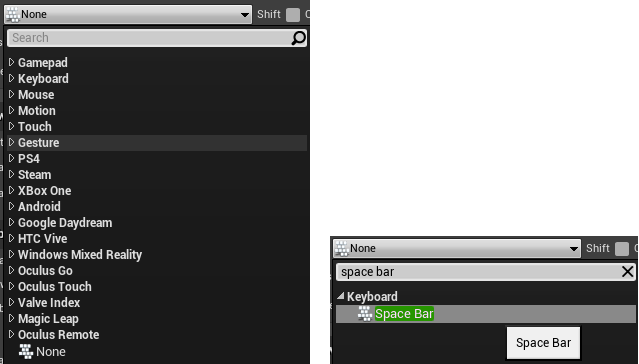 None
Shift
Search
Gamepad
Keyboard
Mouse
Motion
Touch
Gesture
PS4
Steam
XBox One
Android
Google Daydream
HTC Vive
Windows Mixed Reality
Oculus Go
Oculus Touch
Valve Index
Magic Leap
Oculus Remote
None
None
Shift
space bar
Keyboard
Space Bar
Space Bar